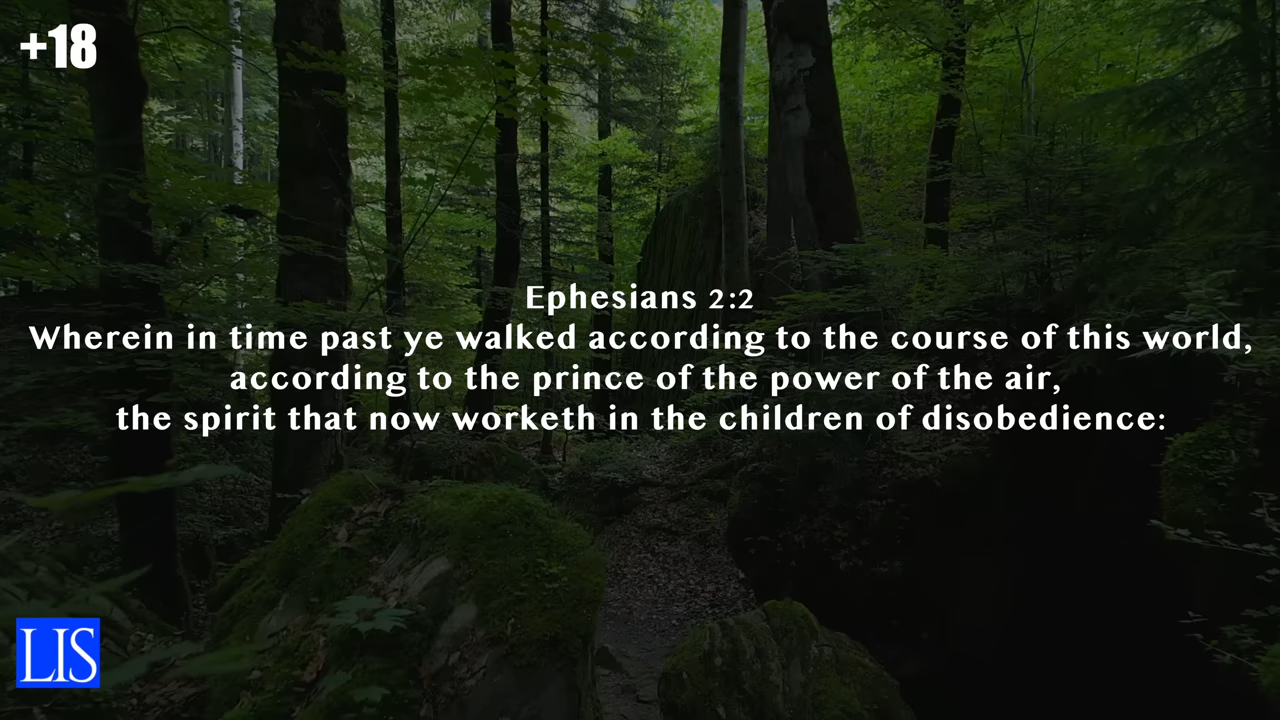 +18
Ephesians 2:2
Wherein in time past ye walked according to the course of this world,
according to the prince of the power of the air,
the spirit that now worketh in the children of disobedience:
LIS